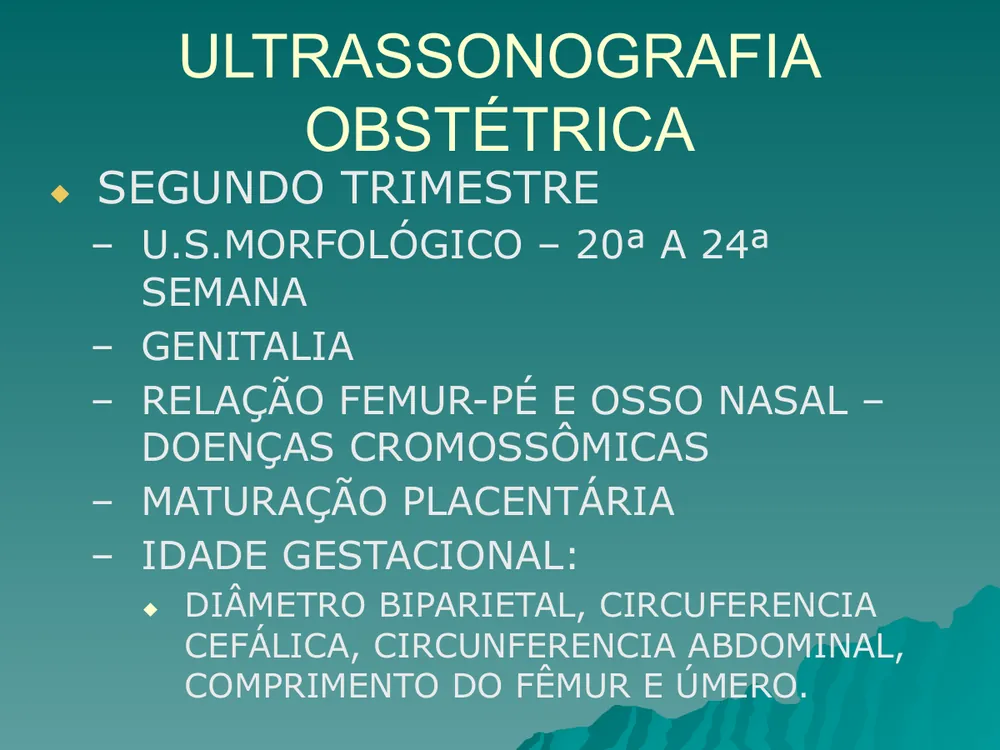 ULTRASSONOGRAFIA
OBSTÉTRICA
SEGUNDO TRIMESTRE
– U.S.MORFOLÓGICO – 20ª A 24ª
SEMANA
– GENITALIA
– RELAÇÃO FEMUR-PÉ E OSSO NASAL –
DOENÇAS CROMOSSÔMICAS
– MATURAÇÃO PLACENTÁRIA
– IDADE GESTACIONAL:
DIÂMETRO BIPARIETAL, CIRCUFERENCIA
CEFÁLICA, CIRCUNFERENCIA ABDOMINAL,
COMPRIMENTO DO FÊMUR E ÚMERO.